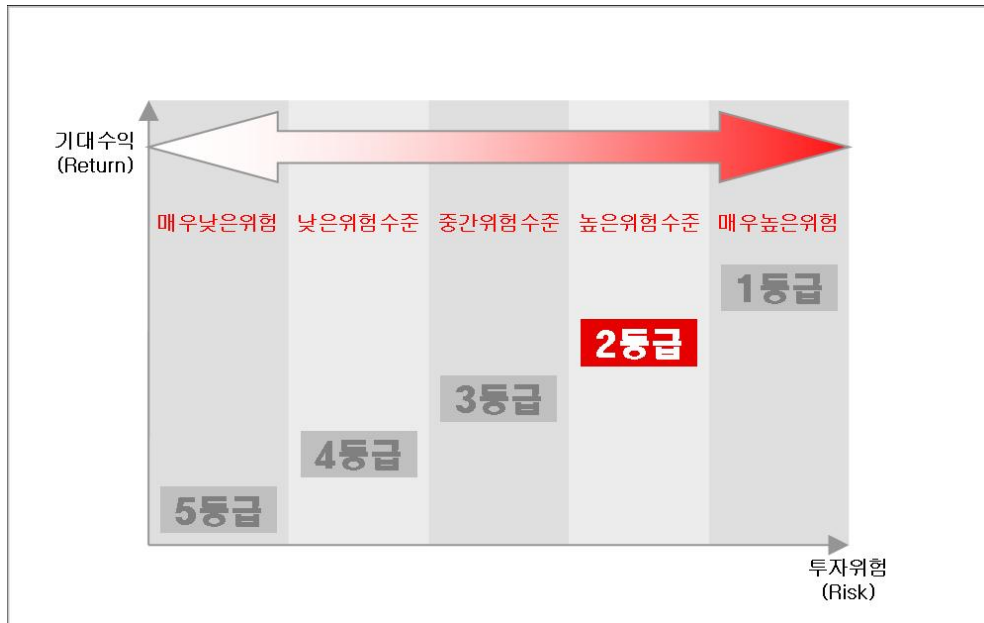 기대수익
(Return)
매우낮은위험 낮은위험수준 중간위험수준 높은위험수준 매우높은위험
1등급
2등급
3등급
4등급
5등급
투자위험
(Risk)